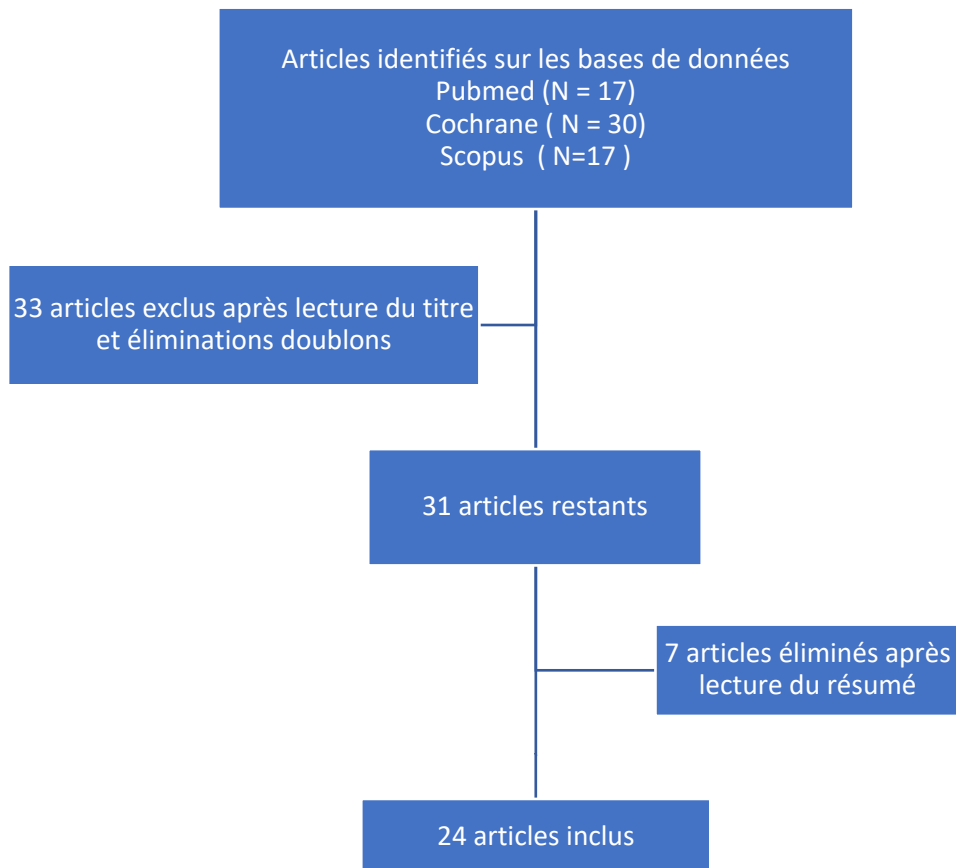 Articles identifiés sur les bases de données
Pubmed (N = 17)
Cochrane ( N = 30)
Scopus  ( N=17 )
33 articles exclus après lecture du titre
et éliminations doublons
31 articles restants
7 articles éliminés après
lecture du résumé
24 articles inclus